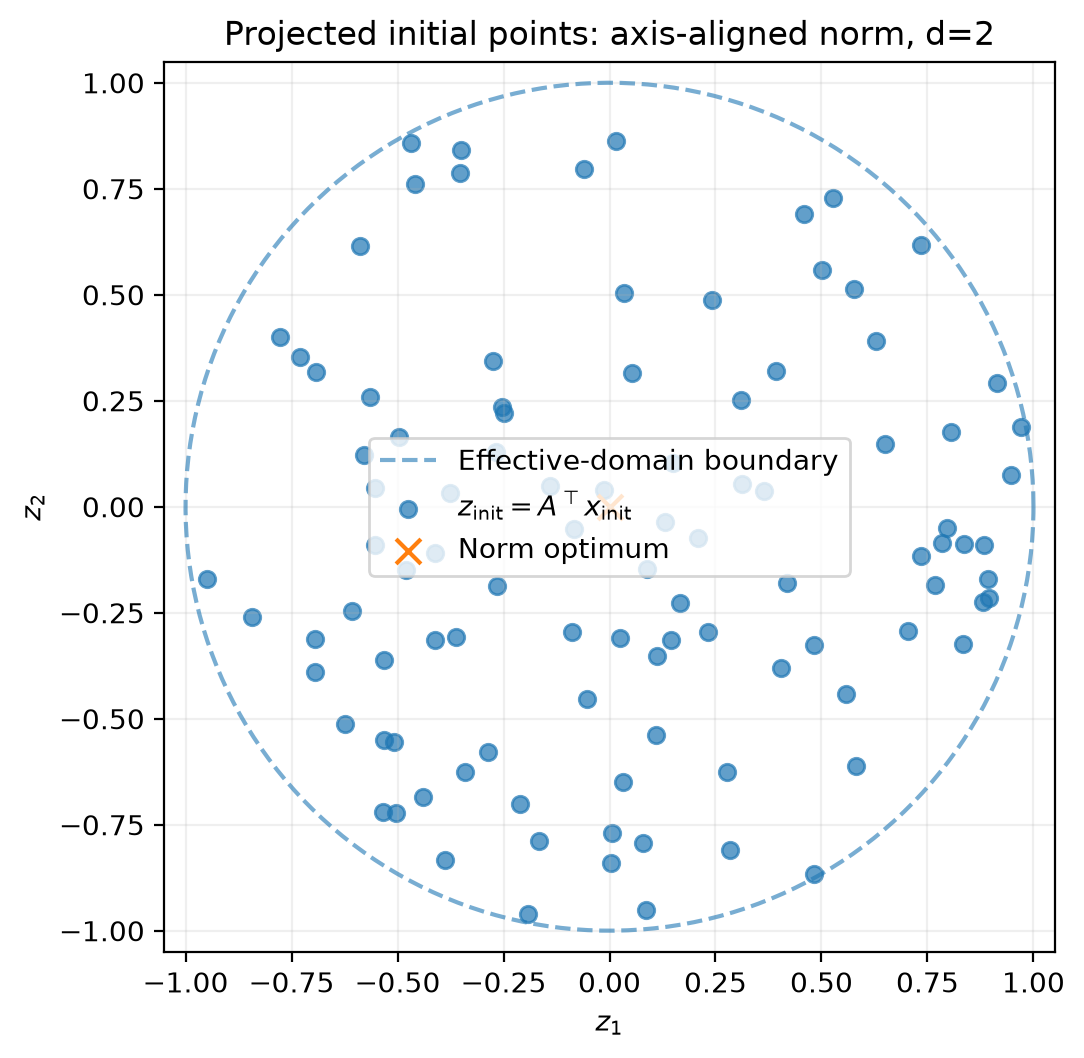 Projected initial points: axis-aligned norm, d=2
1.00
0.75
0.50
0.25
0.00
−0.25
−0.50
−0.75
−1.00
z₂
Effective-domain boundary
z_init = A^⊤ x_init
Norm optimum
−1.00 −0.75 −0.50 −0.25 0.00 0.25 0.50 0.75 1.00
z₁